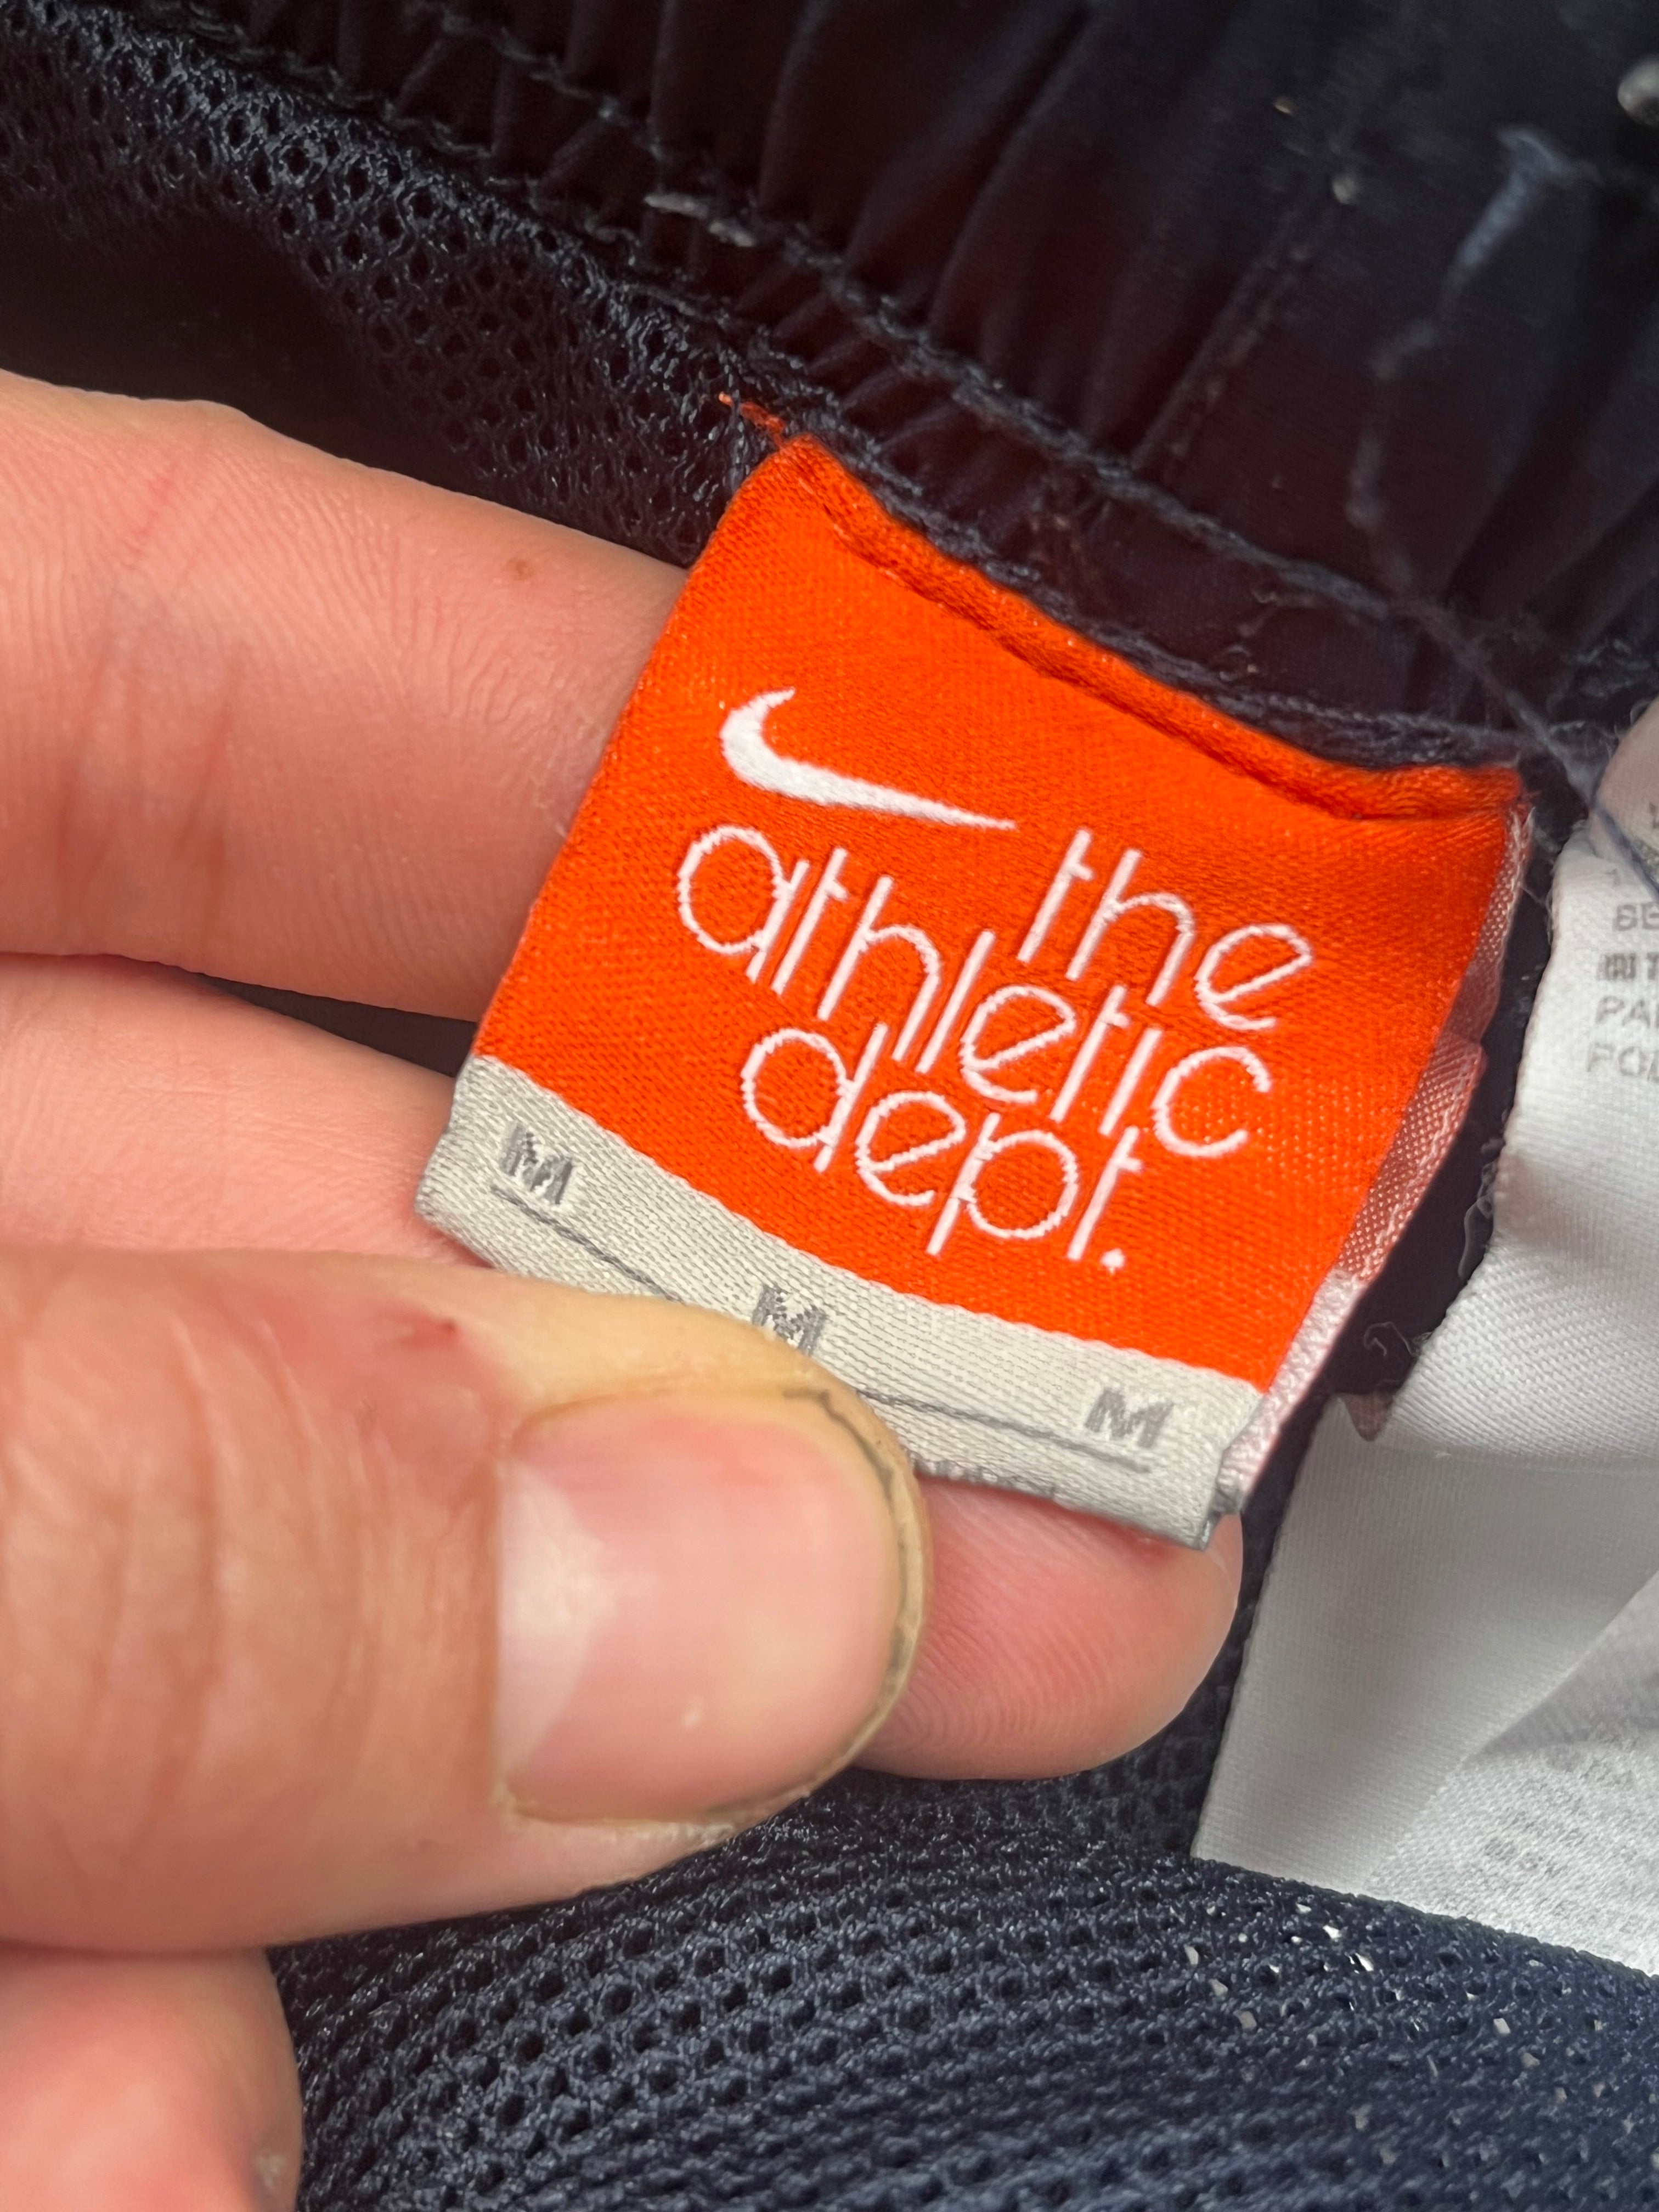 the
athletic
dept.
M M M